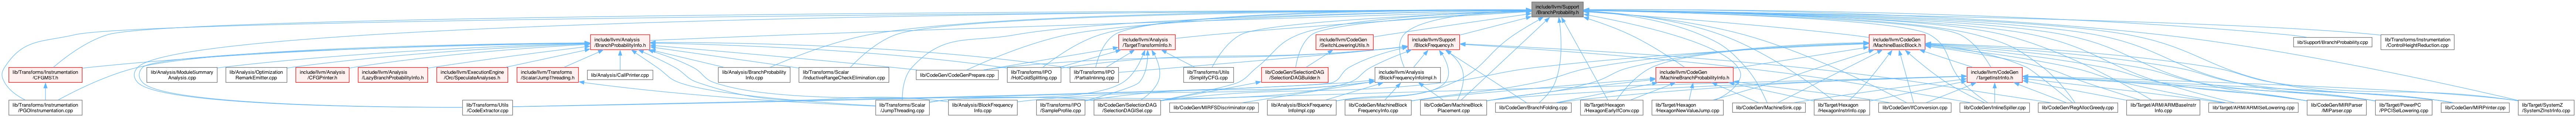 include/llvm/Support
/BranchProbability.h
include/llvm/Analysis
/BranchProbabilityInfo.h
include/llvm/Analysis
/TargetTransformInfo.h
include/llvm/CodeGen
/SwitchLoweringUtils.h
include/llvm/Support
/BlockFrequency.h
include/llvm/CodeGen
/MachineBasicBlock.h
lib/Support/BranchProbability.cpp
lib/Transforms/Instrumentation
/ControlHeightReduction.cpp
lib/Transforms/Instrumentation
/CFGMST.h
lib/Analysis/ModuleSummary
Analysis.cpp
lib/Analysis/Optimization
RemarkEmitter.cpp
include/llvm/Analysis
/CFGPrinter.h
include/llvm/Analysis
/LazyBranchProbabilityInfo.h
include/llvm/ExecutionEngine
/Orc/SpeculateAnalyses.h
include/llvm/Transforms
/Scalar/JumpThreading.h
lib/Analysis/CallPrinter.cpp
lib/Analysis/BranchProbability
Info.cpp
lib/Transforms/Scalar
/InductiveRangeCheckElimination.cpp
lib/CodeGen/CodeGenPrepare.cpp
lib/Transforms/IPO
/HotColdSplitting.cpp
lib/Transforms/IPO
/PartialInlining.cpp
lib/Transforms/Utils
/SimplifyCFG.cpp
lib/CodeGen/SelectionDAG
/SelectionDAGBuilder.h
include/llvm/Analysis
/BlockFrequencyInfoImpl.h
include/llvm/CodeGen
/MachineBranchProbabilityInfo.h
include/llvm/CodeGen
/TargetInstrInfo.h
lib/Transforms/Instrumentation
/PGOInstrumentation.cpp
lib/Transforms/Utils
/CodeExtractor.cpp
lib/Transforms/Scalar
/JumpThreading.cpp
lib/Analysis/BlockFrequency
Info.cpp
lib/Transforms/IPO
/SampleProfile.cpp
lib/CodeGen/SelectionDAG
/SelectionDAGISel.cpp
lib/CodeGen/MIRFSDiscriminator.cpp
lib/Analysis/BlockFrequency
InfoImpl.cpp
lib/CodeGen/MachineBlock
FrequencyInfo.cpp
lib/CodeGen/MachineBlock
Placement.cpp
lib/CodeGen/BranchFolding.cpp
lib/Target/Hexagon
/HexagonEarlyIfConv.cpp
lib/Target/Hexagon
/HexagonNewValueJump.cpp
lib/CodeGen/MachineSink.cpp
lib/Target/Hexagon
/HexagonInstrInfo.cpp
lib/CodeGen/IfConversion.cpp
lib/CodeGen/InlineSpiller.cpp
lib/CodeGen/RegAllocGreedy.cpp
lib/Target/ARM/ARMBaseInstr
Info.cpp
lib/Target/ARM/ARMISelLowering.cpp
lib/CodeGen/MIRParser
/MIParser.cpp
lib/Target/PowerPC
/PPCISelLowering.cpp
lib/CodeGen/MIRPrinter.cpp
lib/Target/SystemZ
/SystemZInstrInfo.cpp